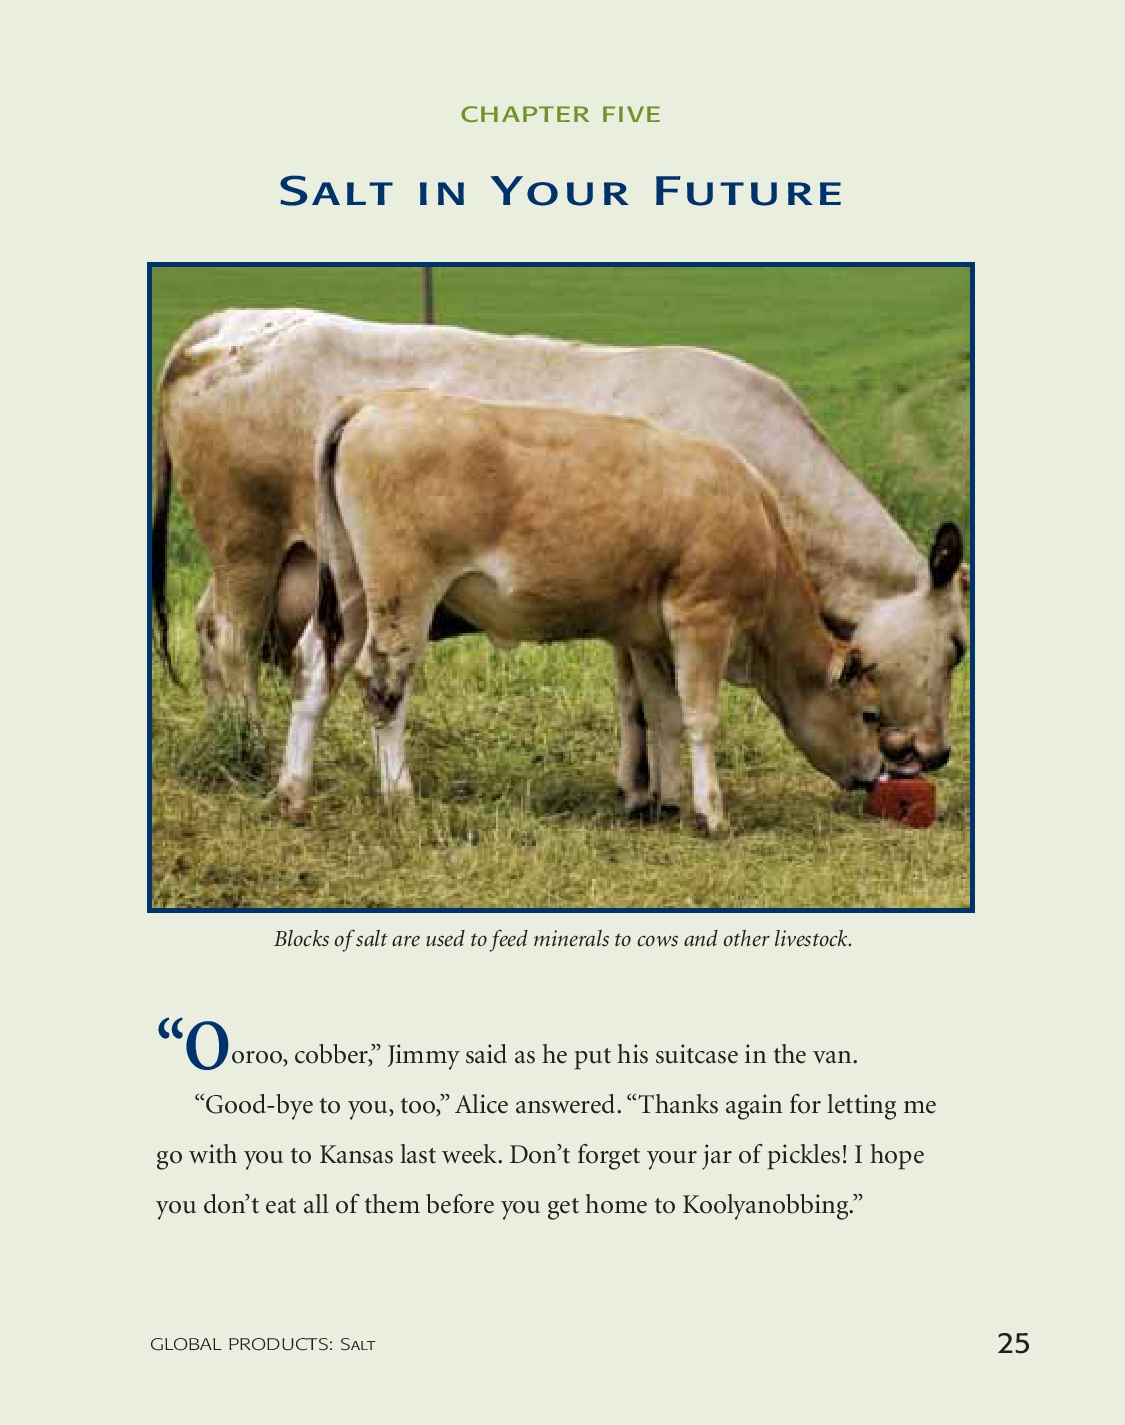 CHAPTER FIVE
Salt in Your Future
Blocks of salt are used to feed minerals to cows and other livestock.
“Ooroo, cobber,” Jimmy said as he put his suitcase in the van.
“Good-bye to you, too,” Alice answered. “Thanks again for letting me
go with you to Kansas last week. Don’t forget your jar of pickles! I hope
you don’t eat all of them before you get home to Koolyanobbing.”
GLOBAL PRODUCTS: Salt
25